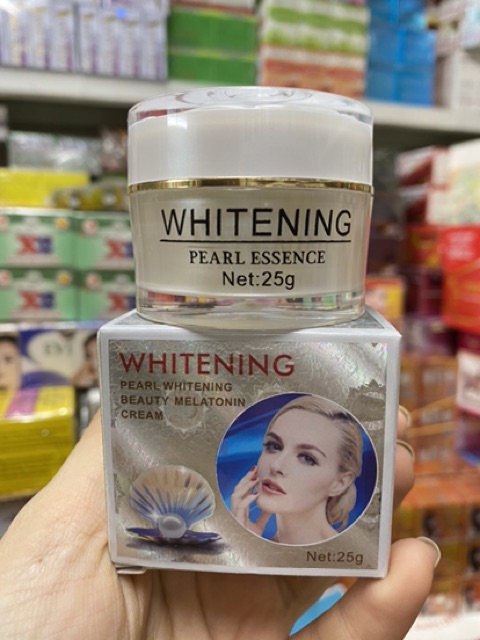 WHITENING
PEARL ESSENCE
Net:25g
WHITENING
PEARL WHITENING
BEAUTY MELATONIN
CREAM
Net:25g